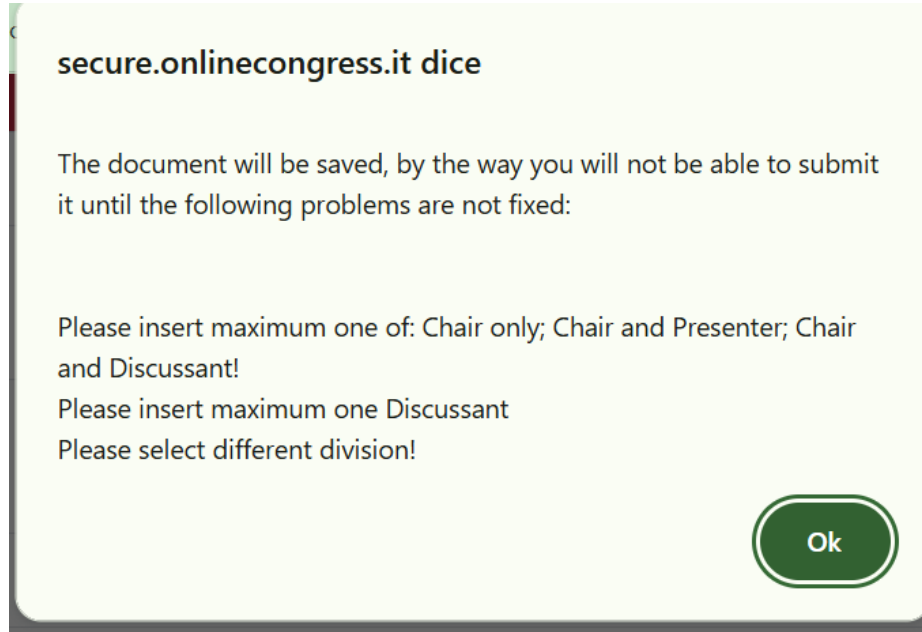 secure.onlinecongress.it dice
The document will be saved, by the way you will not be able to submit
it until the following problems are not fixed:
Please insert maximum one of: Chair only; Chair and Presenter; Chair
and Discussant!
Please insert maximum one Discussant
Please select different division!
Ok